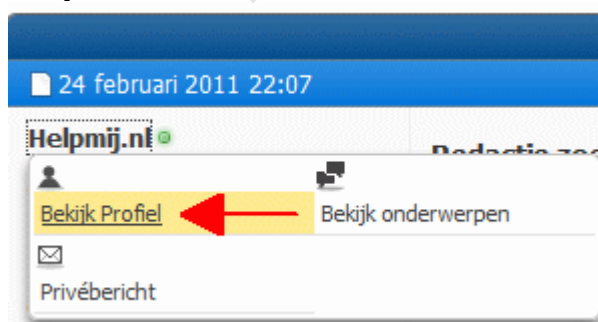 24 februari 2011 22:07
Helpmij.nl
Bekijk Profiel
Bekijk onderwerpen
Privébericht